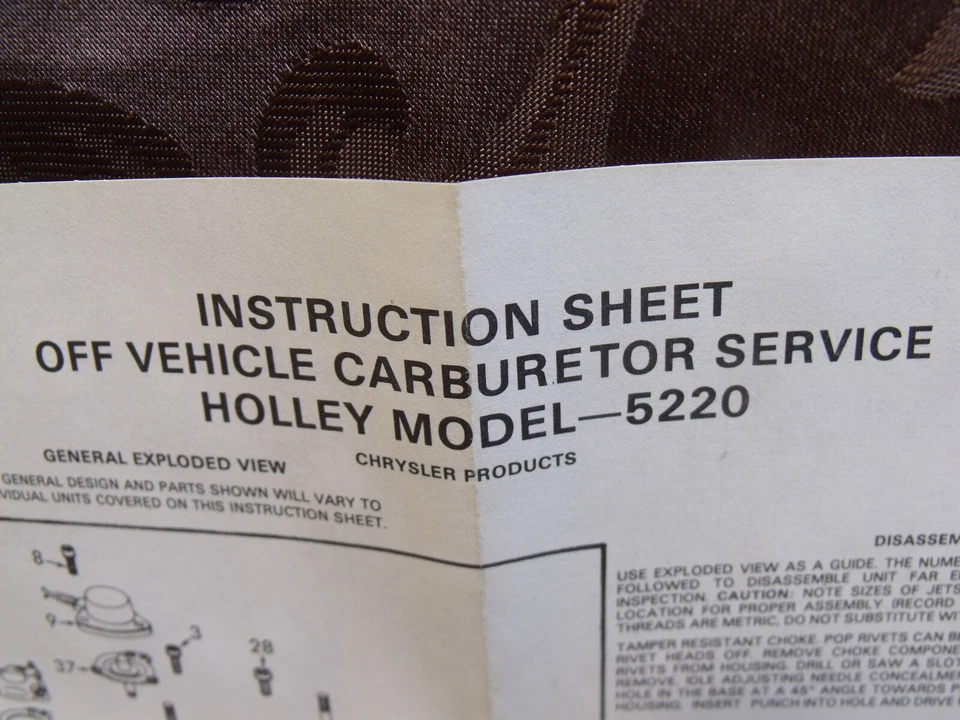 INSTRUCTION SHEET
OFF VEHICLE CARBURETOR SERVICE
HOLLEY MODEL—5220
CHRYSLER PRODUCTS
GENERAL EXPLODED VIEW
GENERAL DESIGN AND PARTS SHOWN WILL VARY TO
VIDUAL UNITS COVERED ON THIS INSTRUCTION SHEET.
8
9
3
37
28
DISASSEM
USE EXPLODED VIEW AS A GUIDE. THE NUME
FOLLOWED TO DISASSEMBLE UNIT FAR E
INSPECTION. CAUTION: NOTE SIZES OF JETS
LOCATION FOR PROPER ASSEMBLY (RECORD
THREADS ARE METRIC, DO NOT SUBSTITUTE WIT
TAMPER RESISTANT CHOKE. POP RIVETS CAN BE
RIVET HEADS OFF. REMOVE CHOKE COMPONE
RIVETS FROM HOUSING. DRILL OR SAW A SLOT
REMOVE. IDLE ADJUSTING NEEDLE CONCEALME
HOLE IN THE BASE AT A 45° ANGLE TOWARDS P
HOUSING. INSERT PUNCH INTO HOLE AND DRIVE